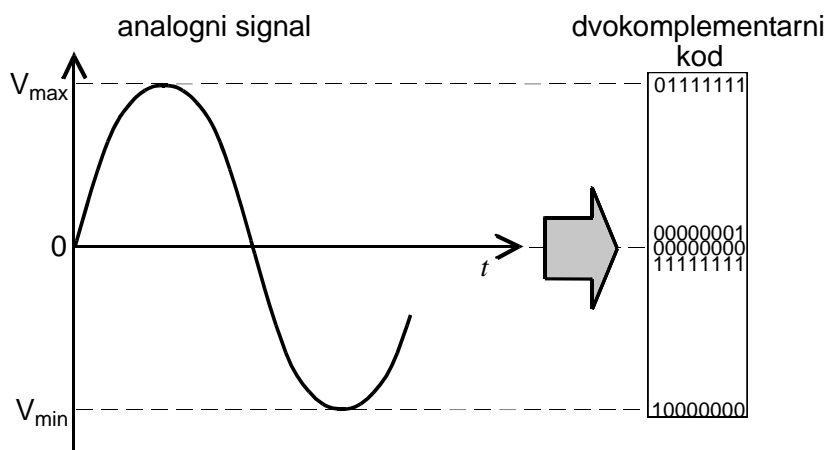 analogni signal
dvokomplementarni
kod
Vmax
01111111
00000001
0
00000000
t
11111111
Vmin
10000000